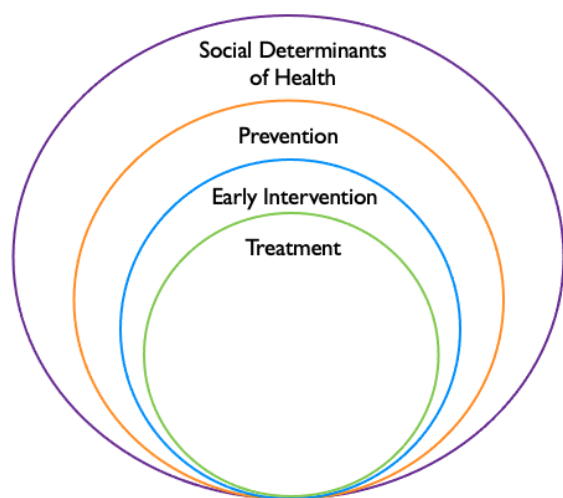 Social Determinants
of Health
Prevention
Early Intervention
Treatment